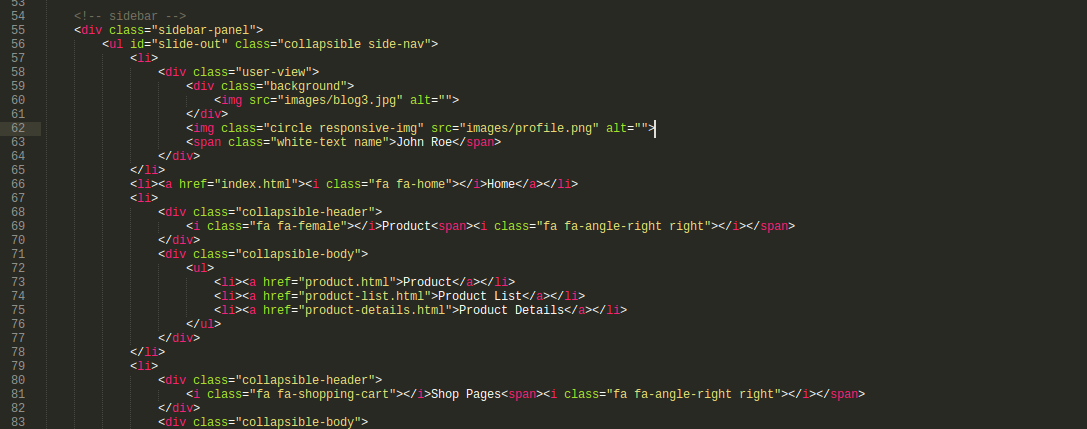 53
54 <!-- sidebar -->
55 <div class="sidebar-panel">
56 <ul id="slide-out" class="collapsible side-nav">
57 <li>
58 <div class="user-view">
59 <div class="background">
60 <img src="images/blog3.jpg" alt="">
61 </div>
62 <img class="circle responsive-img" src="images/profile.png" alt="">
63 <span class="white-text name">John Roe</span>
64 </div>
65 </li>
66 <li><a href="index.html"><i class="fa fa-home"></i>Home</a></li>
67 <li>
68 <div class="collapsible-header">
69 <i class="fa fa-female"></i>Product<span><i class="fa fa-angle-right right"></i></span>
70 </div>
71 <div class="collapsible-body">
72 <ul>
73 <li><a href="product.html">Product</a></li>
74 <li><a href="product-list.html">Product List</a></li>
75 <li><a href="product-details.html">Product Details</a></li>
76 </ul>
77 </div>
78 </li>
79 <li>
80 <div class="collapsible-header">
81 <i class="fa fa-shopping-cart"></i>Shop Pages<span><i class="fa fa-angle-right right"></i></span>
82 </div>
83 <div class="collapsible-body">